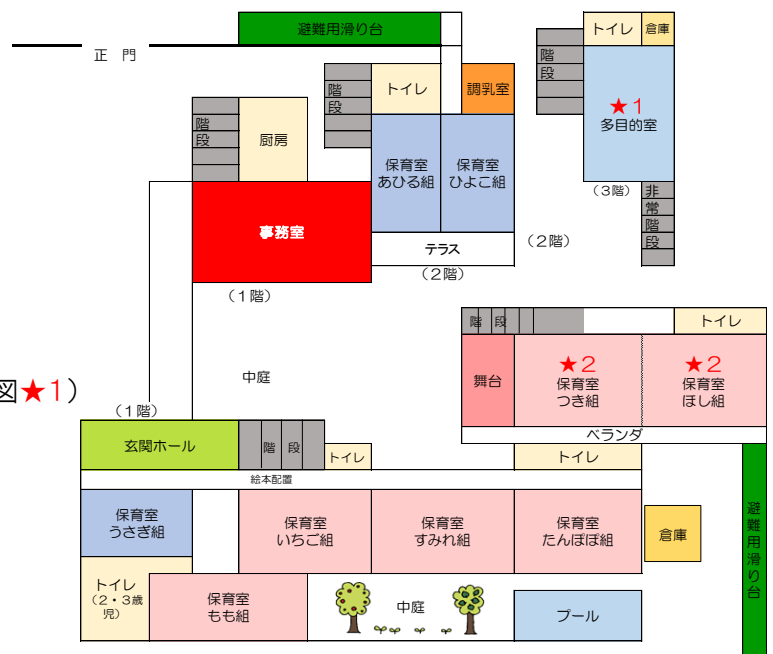 避難用滑り台
正　門
階
段
トイレ
調乳室
階
段
厨房
保育室
あひる組
保育室
ひよこ組
事務室
テラス
（２階）
（２階）
（１階）
トイレ
倉庫
階
段
★１
多目的室
（３階）
非
常
階
段
図★１）
中庭
（１階）
階
段
トイレ
舞台
★２
保育室
つき組
★２
保育室
ほし組
ベランダ
玄関ホール
階
段
トイレ
トイレ
絵本配置
保育室
うさぎ組
保育室
いちご組
保育室
すみれ組
保育室
たんぽぽ組
倉庫
避難用滑り台
トイレ
（２・３歳
児）
保育室
もも組
中庭
プール